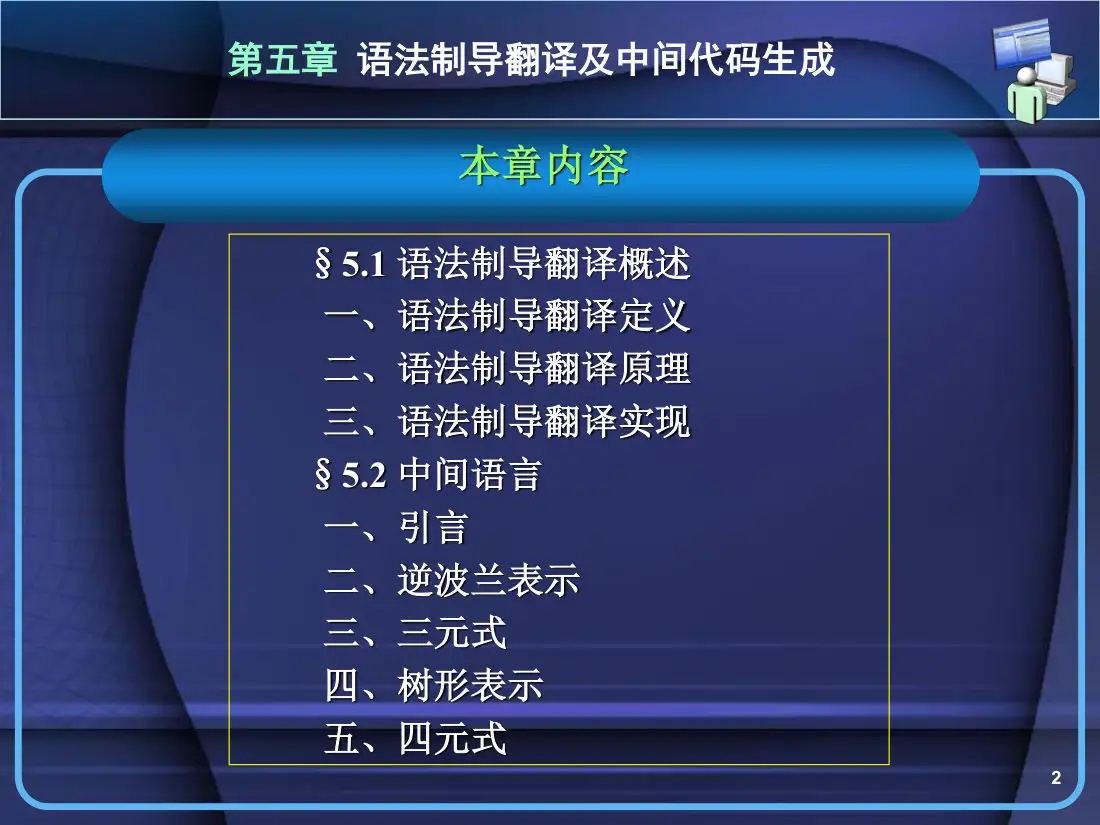 第五章 语法制导翻译及中间代码生成
本章内容
§5.1 语法制导翻译概述
一、语法制导翻译定义
二、语法制导翻译原理
三、语法制导翻译实现
§5.2 中间语言
一、引言
二、逆波兰表示
三、三元式
四、树形表示
五、四元式
2